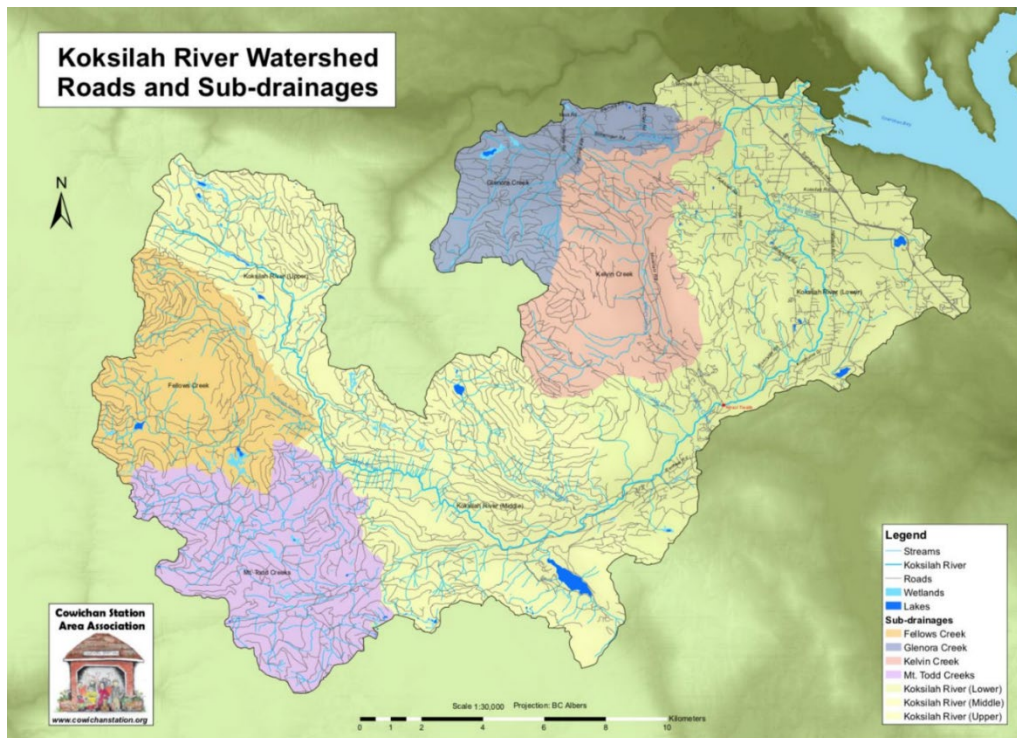 Koksilah River Watershed
Roads and Sub-drainages
N
Glenora Creek
Koksilah River (Upper)
Kelvin Creek
Koksilah River (Lower)
Fellows Creek
Koksilah River (Middle)
Mt. Todd Creeks
Legend
Streams
Koksilah River
Roads
Wetlands
Lakes
Sub-drainages
Fellows Creek
Glenora Creek
Kelvin Creek
Mt. Todd Creeks
Koksilah River (Lower)
Koksilah River (Middle)
Koksilah River (Upper)
Cowichan Station
Area Association
www.cowichanstation.org
Scale 1:30,000 Projection: BC Albers
Kilometers
0 1 2 4 6 8 10